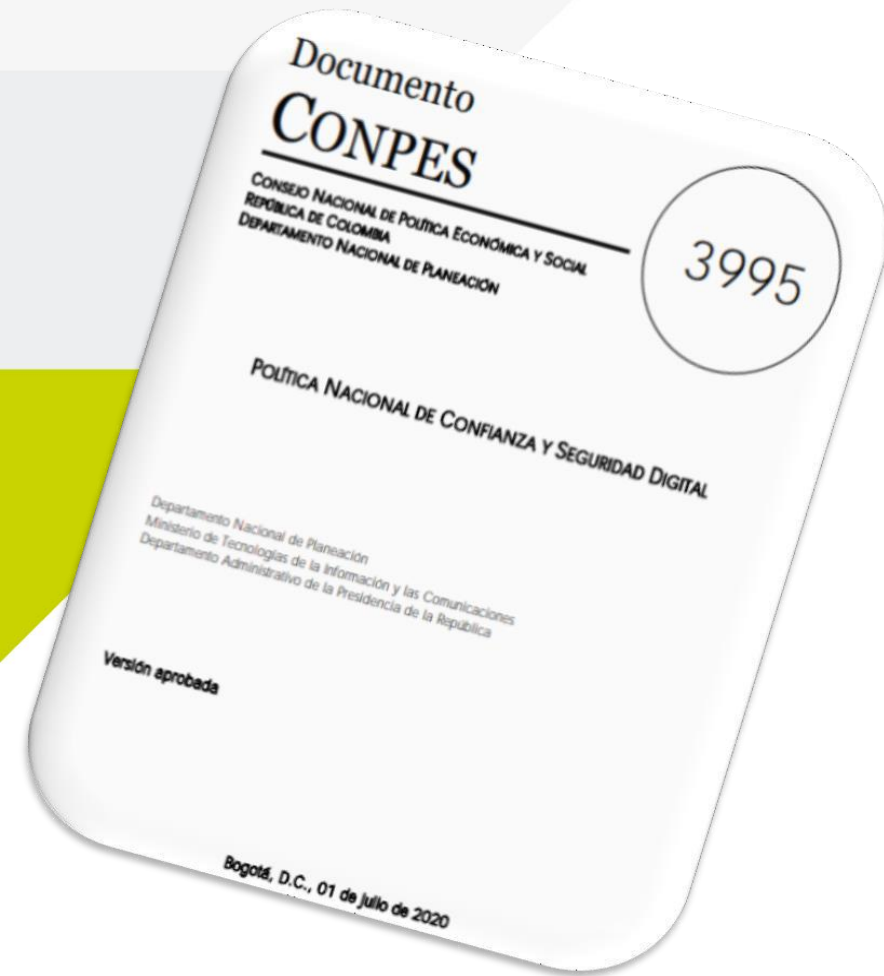 Documento
CONPES
CONSEJO NACIONAL DE POLÍTICA ECONÓMICA Y SOCIAL
REPÚBLICA DE COLOMBIA
DEPARTAMENTO NACIONAL DE PLANEACIÓN
3995
POLÍTICA NACIONAL DE CONFIANZA Y SEGURIDAD DIGITAL
Departamento Nacional de Planeación
Ministerio de Tecnologías de la Información y las Comunicaciones
Departamento Administrativo de la Presidencia de la República
Versión aprobada
Bogotá, D.C., 01 de julio de 2020